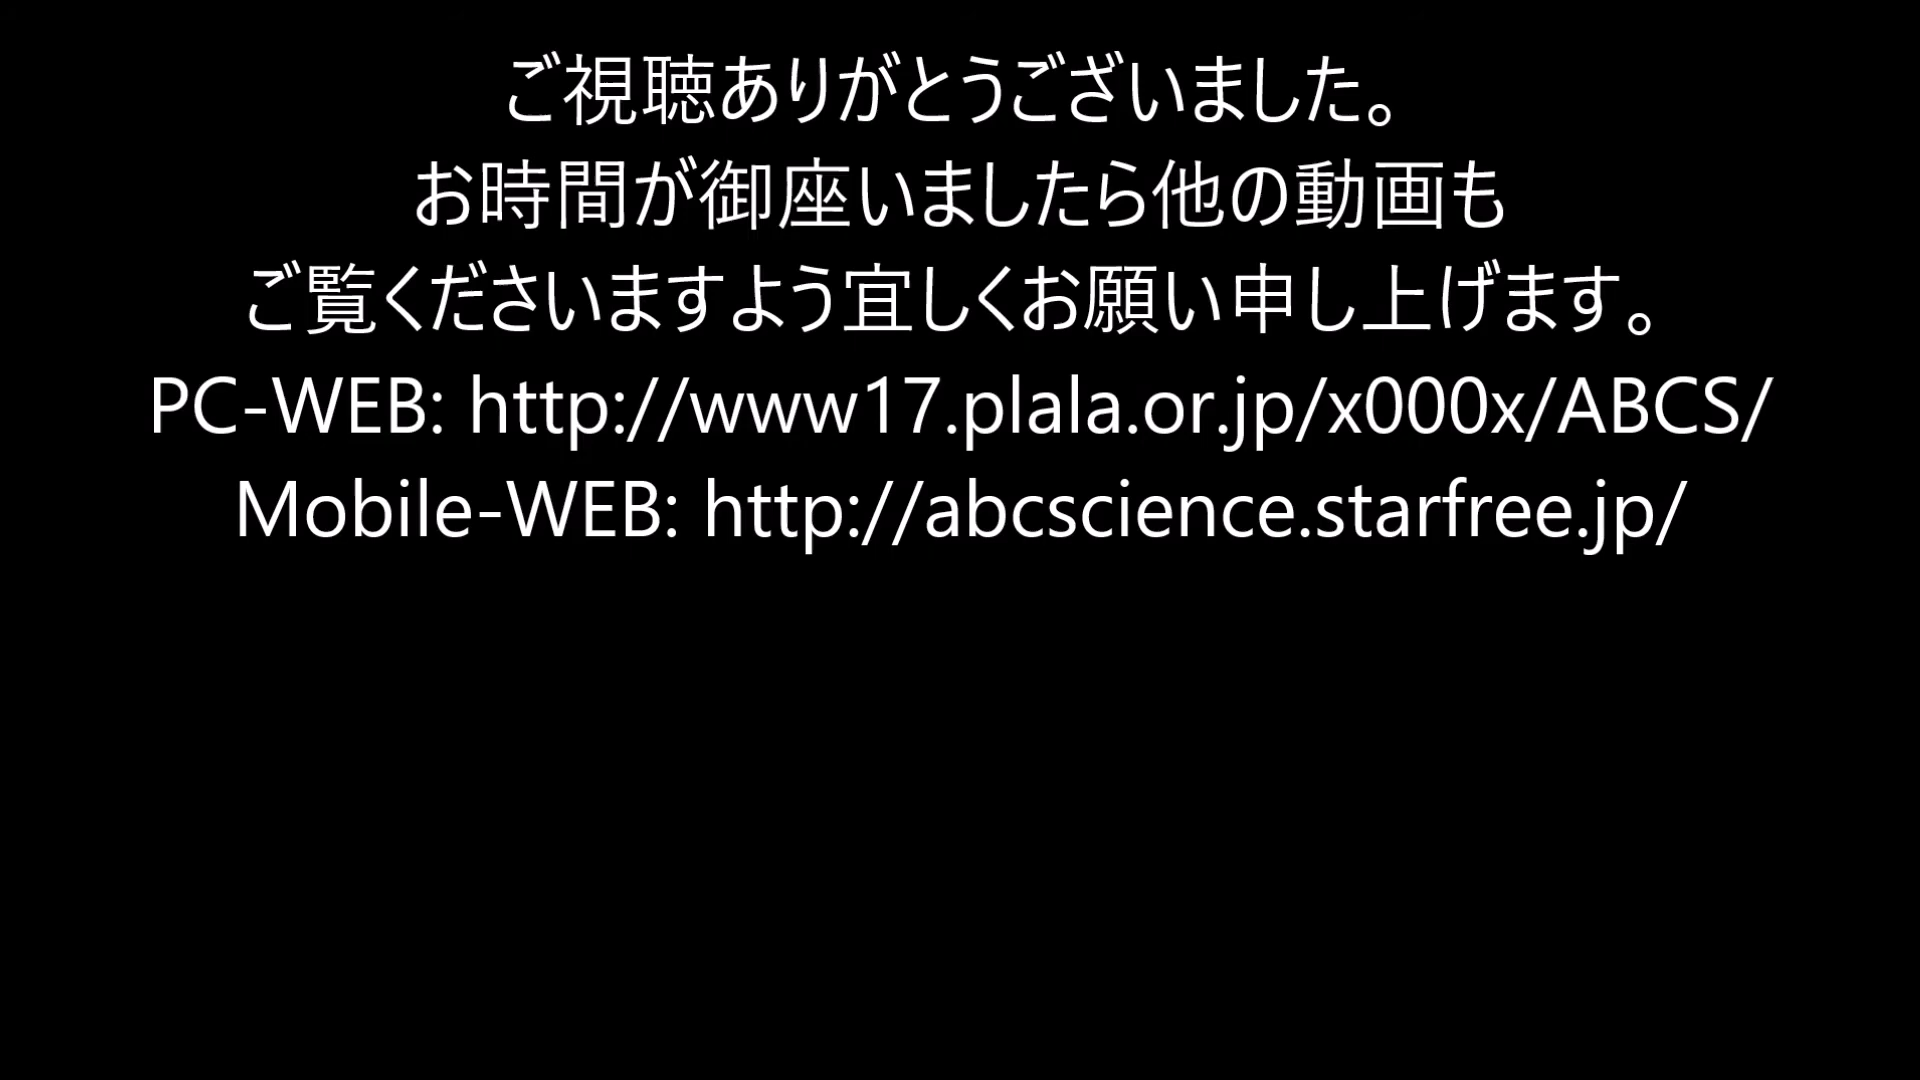 ご視聴ありがとうございました。
お時間が御座いましたら他の動画も
ご覧くださいますよう宜しくお願い申し上げます。
PC-WEB: http://www17.plala.or.jp/x000x/ABCS/
Mobile-WEB: http://abcscience.starfree.jp/